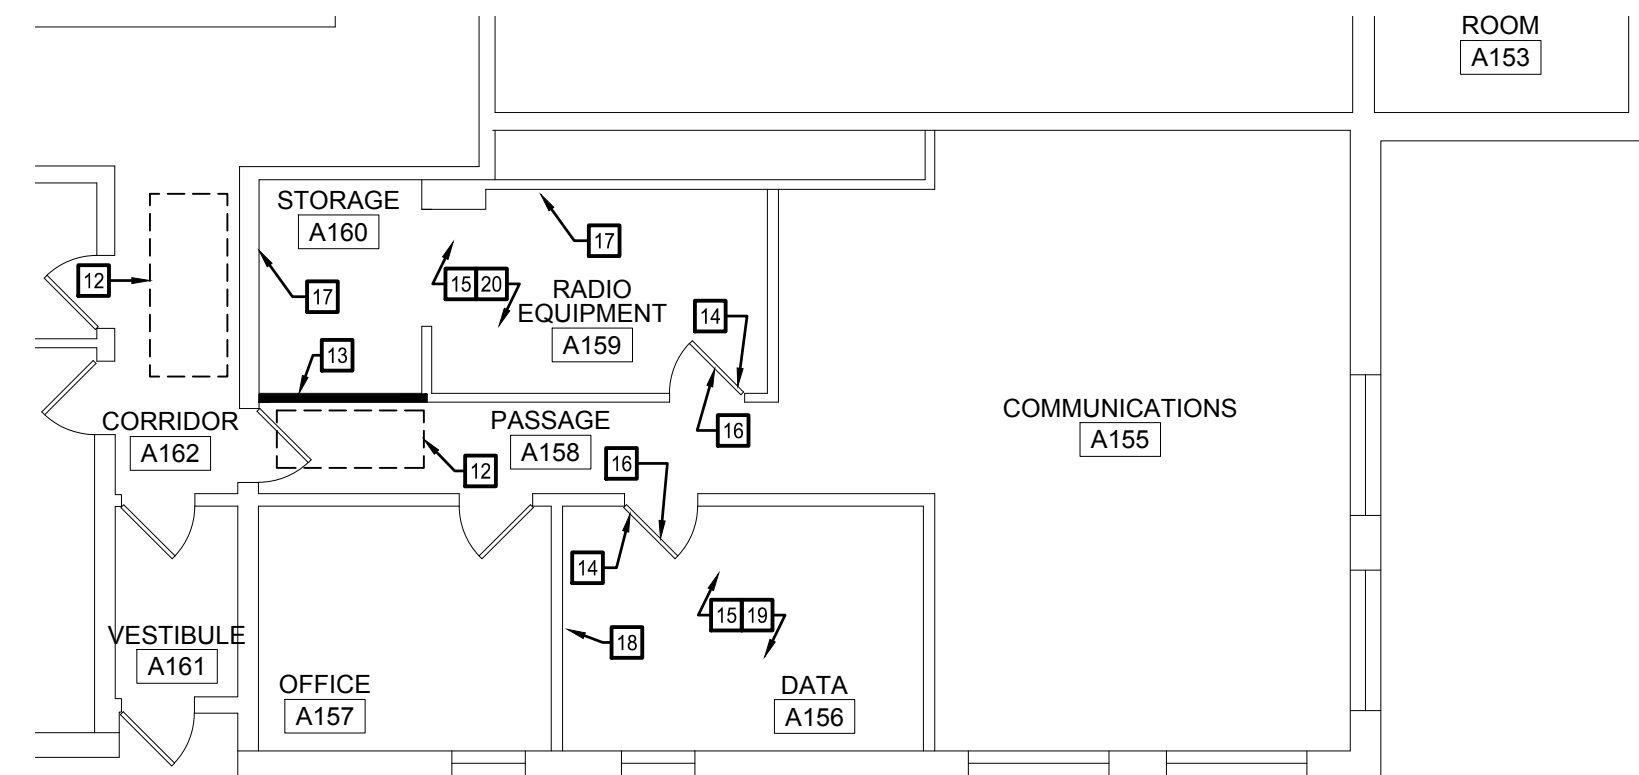 ROOM
A153
STORAGE
A160
17
12
15 20
17
RADIO
EQUIPMENT
A159
14
13
CORRIDOR
A162
PASSAGE
A158
16
COMMUNICATIONS
A155
12
16
14
15 19
18
VESTIBULE
A161
OFFICE
A157
DATA
A156